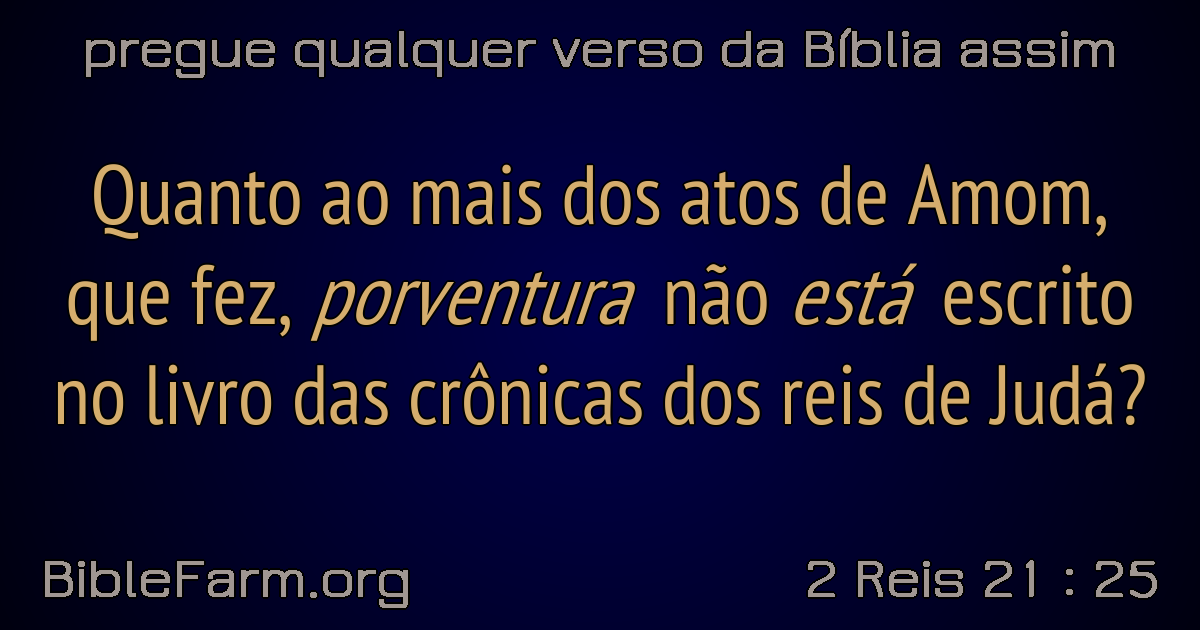 pregue qualquer verso da Bíblia assim
Quanto ao mais dos atos de Amom,
que fez, porventura não está escrito
no livro das crônicas dos reis de Judá?
BibleFarm.org
2 Reis 21 : 25